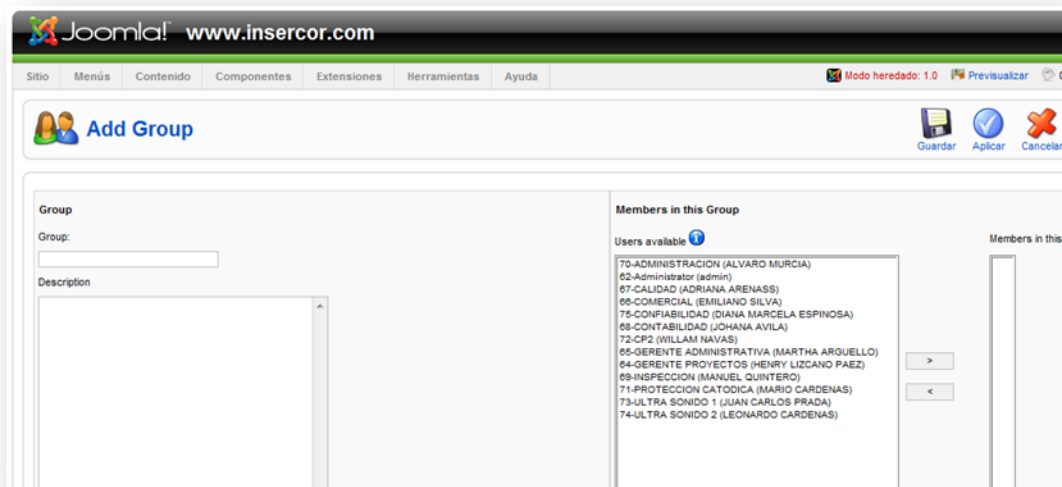 Joomla! www.insercor.com
Sitio Menús Contenido Componentes Extensiones Herramientas Ayuda Modo heredado: 1.0 Previsualizar
Add Group
Guardar Aplicar Cancelar
Group
Group:
Description
Members in this Group
Users available
Members in this
70-ADMINISTRACION (ALVARO MURCIA)
62-Administrator (admin)
67-CALIDAD (ADRIANA ARENASS)
66-COMERCIAL (EMILIANO SILVA)
75-CONFIABILIDAD (DIANA MARCELA ESPINOSA)
68-CONTABILIDAD (JOHANA AVILA)
72-CP2 (WILLAM NAVAS)
65-GERENTE ADMINISTRATIVA (MARTHA ARGUELLO)
64-GERENTE PROYECTOS (HENRY LIZCANO PAEZ)
69-INSPECCION (MANUEL QUINTERO)
71-PROTECCION CATODICA (MARIO CARDENAS)
73-ULTRA SONIDO 1 (JUAN CARLOS PRADA)
74-ULTRA SONIDO 2 (LEONARDO CARDENAS)
>
<